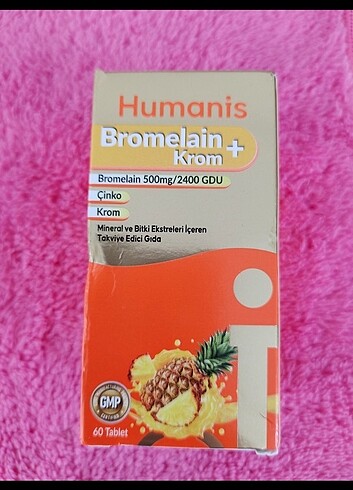 Humanis
Bromelain +
Krom
Bromelain 500mg/2400 GDU
Çinko
Krom
Mineral ve Bitki Ekstreleri İçeren
Takviye Edici Gıda
GMP
60 Tablet